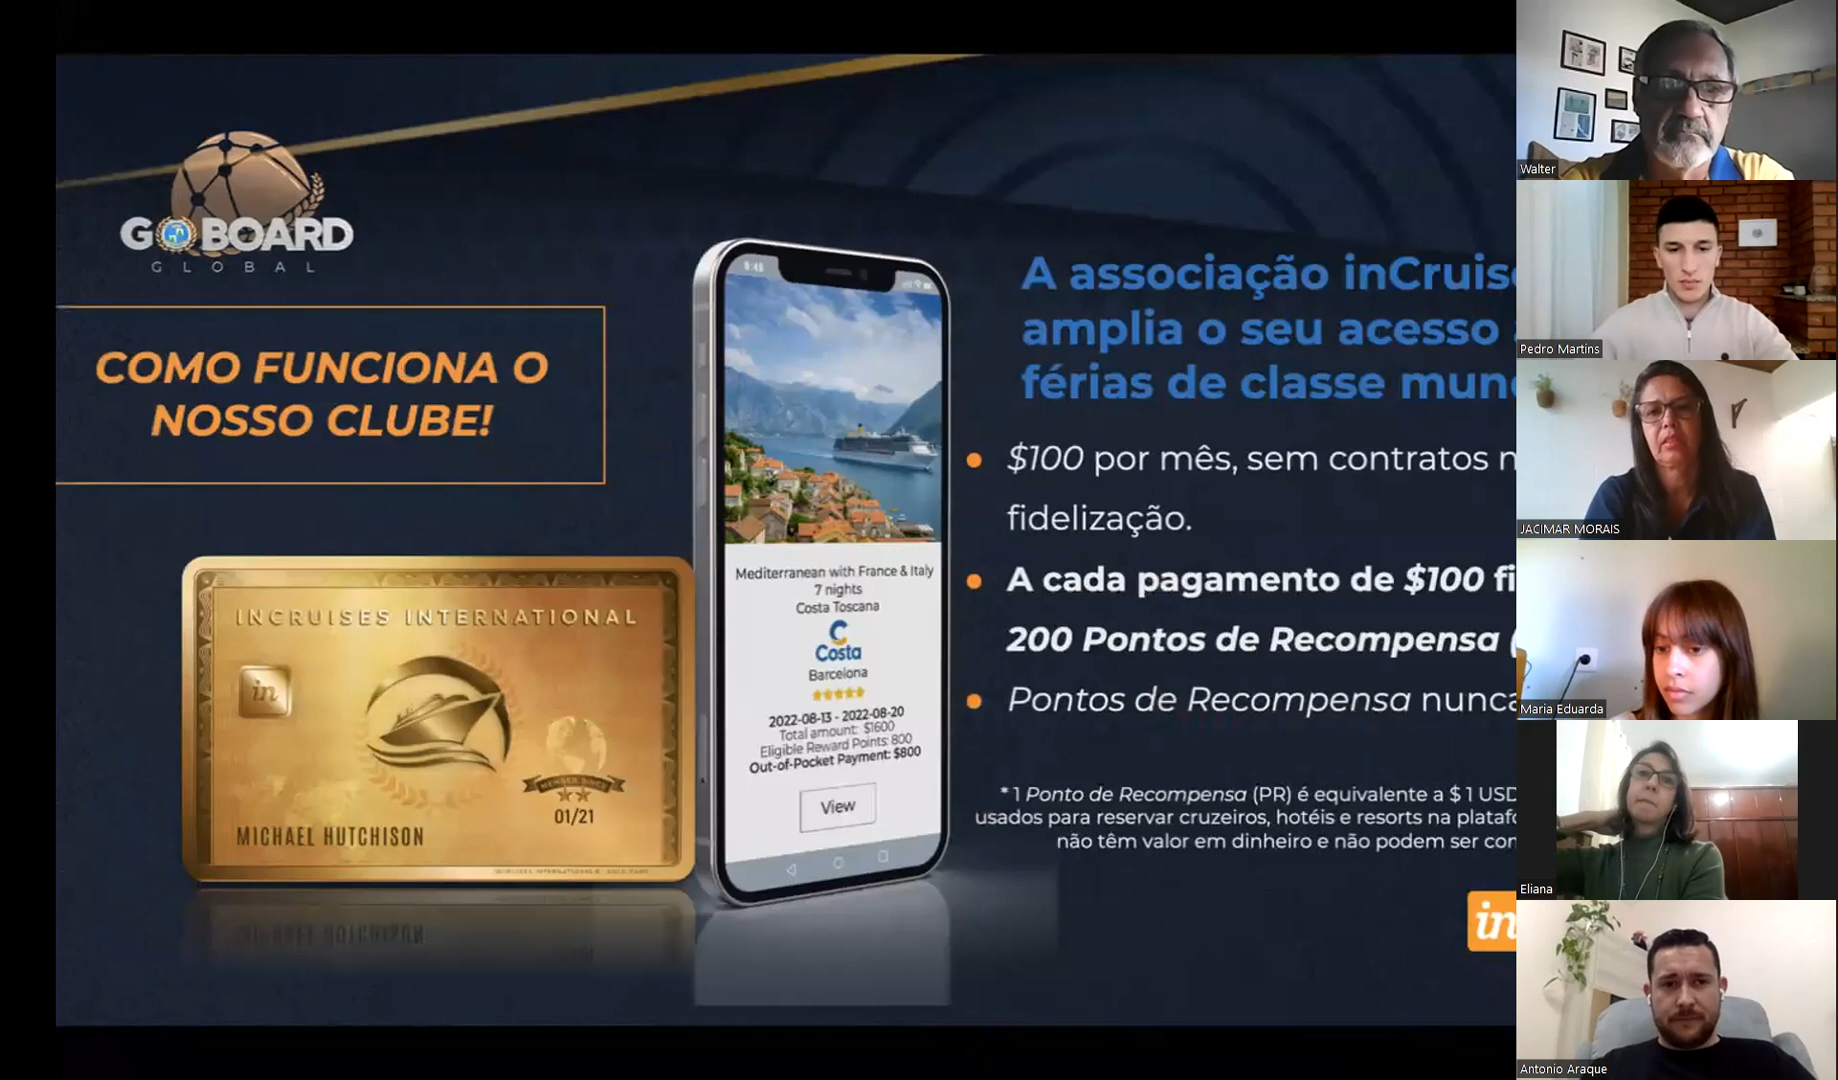 GOBOARD
GLOBAL
COMO FUNCIONA O
NOSSO CLUBE!
INCRUISES INTERNATIONAL
in
MEMBER SINCE
01/21
MICHAEL HUTCHISON
9:45
Mediterranean with France & Italy
7 nights
Costa Toscana
Costa
Barcelona
2022-08-13 - 2022-08-20
Total amount: $1600
Eligible Reward Points: 800
Out-of-Pocket Payment: $800
View
A associação inCruis
amplia o seu acesso
férias de classe mun
$100 por mês, sem contratos n
fidelização.
A cada pagamento de $100 fi
200 Pontos de Recompensa (
Pontos de Recompensa nunca
* 1 Ponto de Recompensa (PR) é equivalente a $ 1 USD
usados para reservar cruzeiros, hotéis e resorts na platafo
não têm valor em dinheiro e não podem ser con
in
Walter
Pedro Martins
JACIMAR MORAIS
Maria Eduarda
Eliana
Antonio Araque